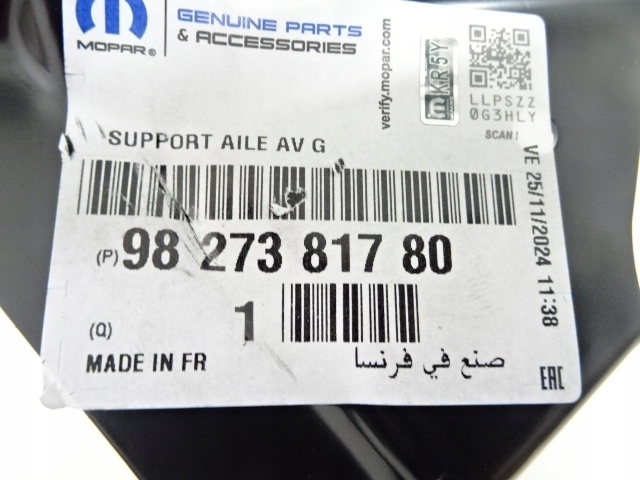 MOPAR®
GENUINE PARTS
& ACCESSORIES
verify.mopar.com
KR5Y
LLPSZZ
0G3HLY
SCAN!
SUPPORT AILE AV G
VE 25/11/2024 11:38
(P) 98 273 817 80
(Q) 1
MADE IN FR
صنع في فرنسا
EAC